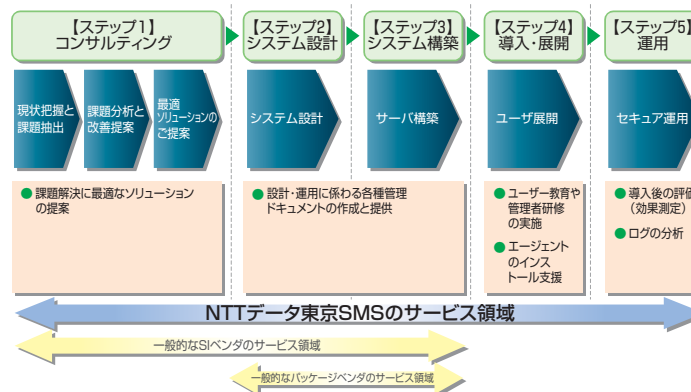 【ステップ1】
コンサルティング
【ステップ2】
システム設計
【ステップ3】
システム構築
【ステップ4】
導入・展開
【ステップ5】
運用
現状把握と
課題抽出
課題分析と
改善提案
最適
ソリューションの
ご提案
システム設計
サーバ構築
ユーザ展開
セキュア運用
●課題解決に最適なソリューション
の提案
●設計・運用に係わる各種管理
ドキュメントの作成と提供
●ユーザー教育や
管理者研修
の実施
●エージェント
のインス
トール支援
●導入後の評価
（効果測定）
●ログの分析
NTTデータ東京SMSのサービス領域
一般的なSIベンダのサービス領域
一般的なパッケージベンダのサービス領域